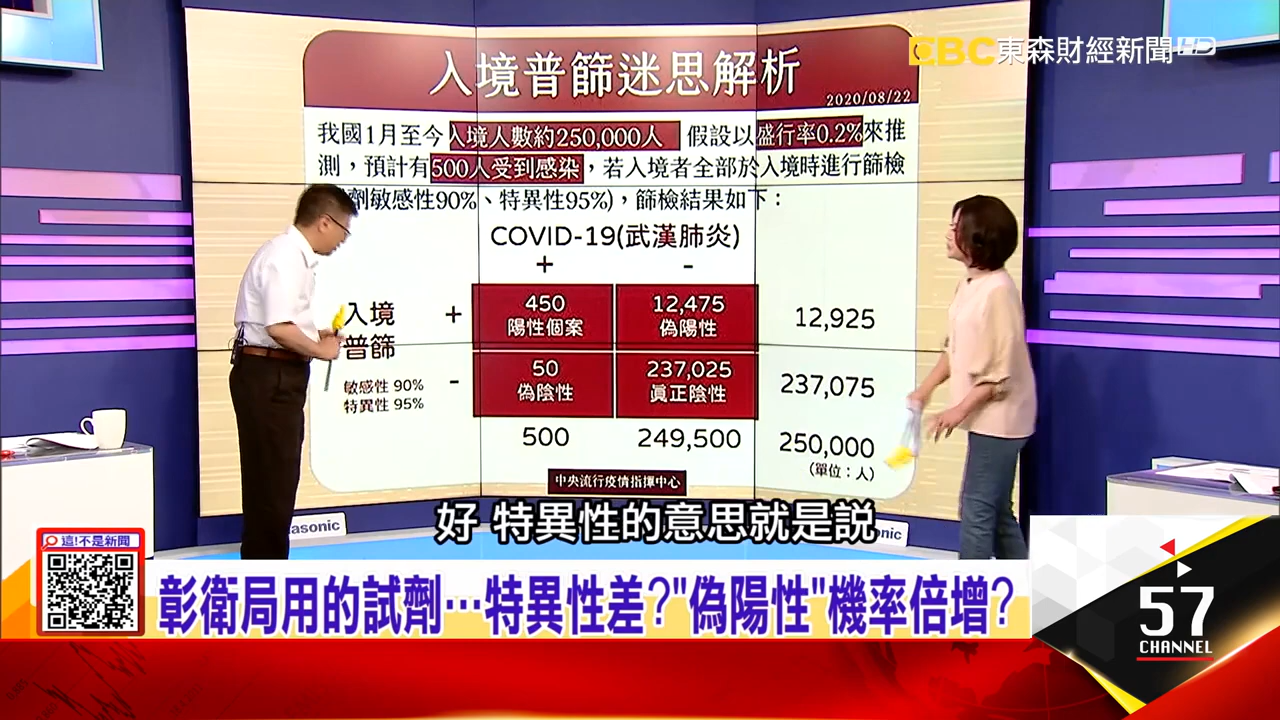 EBC 東森財經新聞 HD
入境普篩迷思解析
2020/08/22
我國1月至今入境人數約250,000人 假設以盛行率0.2%來推
測，預計有500人受到感染，若入境者全部於入境時進行篩檢
劑敏感性90%、特異性95%)，篩檢結果如下：
COVID-19(武漢肺炎)
+ -
入境
普篩
敏感性 90%
特異性 95%
+ 450 12,475 12,925
陽性個案 偽陽性
- 50 237,025 237,075
偽陰性 眞正陰性
500 249,500 250,000
(單位：人)
中央流行疫情指揮中心
asonic
nic
好 特異性的意思就是說
這!不是新聞
彰衛局用的試劑…特異性差?"偽陽性"機率倍增?
57
CHANNEL